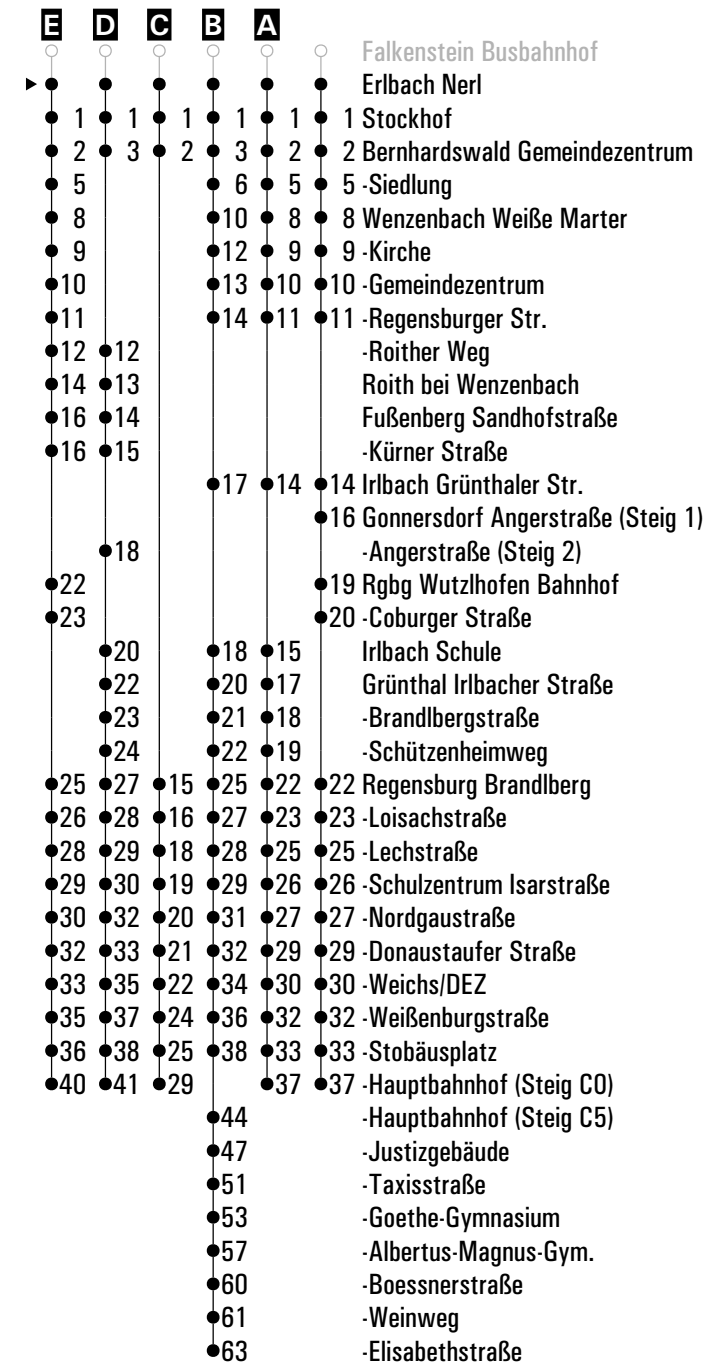 E D C B A
Falkenstein Busbahnhof
Erlbach Nerl
1 1 1 1 1 1 Stockhof
2 3 2 3 2 2 Bernhardswald Gemeindezentrum
5 6 5 5 -Siedlung
8 10 8 8 Wenzenbach Weiße Marter
9 12 9 9 -Kirche
10 13 10 10 -Gemeindezentrum
11 14 11 11 -Regensburger Str.
12 12 -Roither Weg
14 13 Roith bei Wenzenbach
16 14 Fußenberg Sandhofstraße
16 15 -Kürner Straße
17 14 14 Irlbach Grünthaler Str.
16 Gonnersdorf Angerstraße (Steig 1)
18 -Angerstraße (Steig 2)
22 19 Rgbg Wutzlhofen Bahnhof
23 20 -Coburger Straße
20 18 15 Irlbach Schule
22 20 17 Grünthal Irlbacher Straße
23 21 18 -Brandlbergstraße
24 22 19 -Schützenheimweg
25 27 15 25 22 22 Regensburg Brandlberg
26 28 16 27 23 23 -Loisachstraße
28 29 18 28 25 25 -Lechstraße
29 30 19 29 26 26 -Schulzentrum Isarstraße
30 32 20 31 27 27 -Nordgaustraße
32 33 21 32 29 29 -Donaustaufer Straße
33 35 22 34 30 30 -Weichs/DEZ
35 37 24 36 32 32 -Weißenburgstraße
36 38 25 38 33 33 -Stobäusplatz
40 41 29 37 37 -Hauptbahnhof (Steig C0)
44 -Hauptbahnhof (Steig C5)
47 -Justizgebäude
51 -Taxisstraße
53 -Goethe-Gymnasium
57 -Albertus-Magnus-Gym.
60 -Boessnerstraße
61 -Weinweg
63 -Elisabethstraße